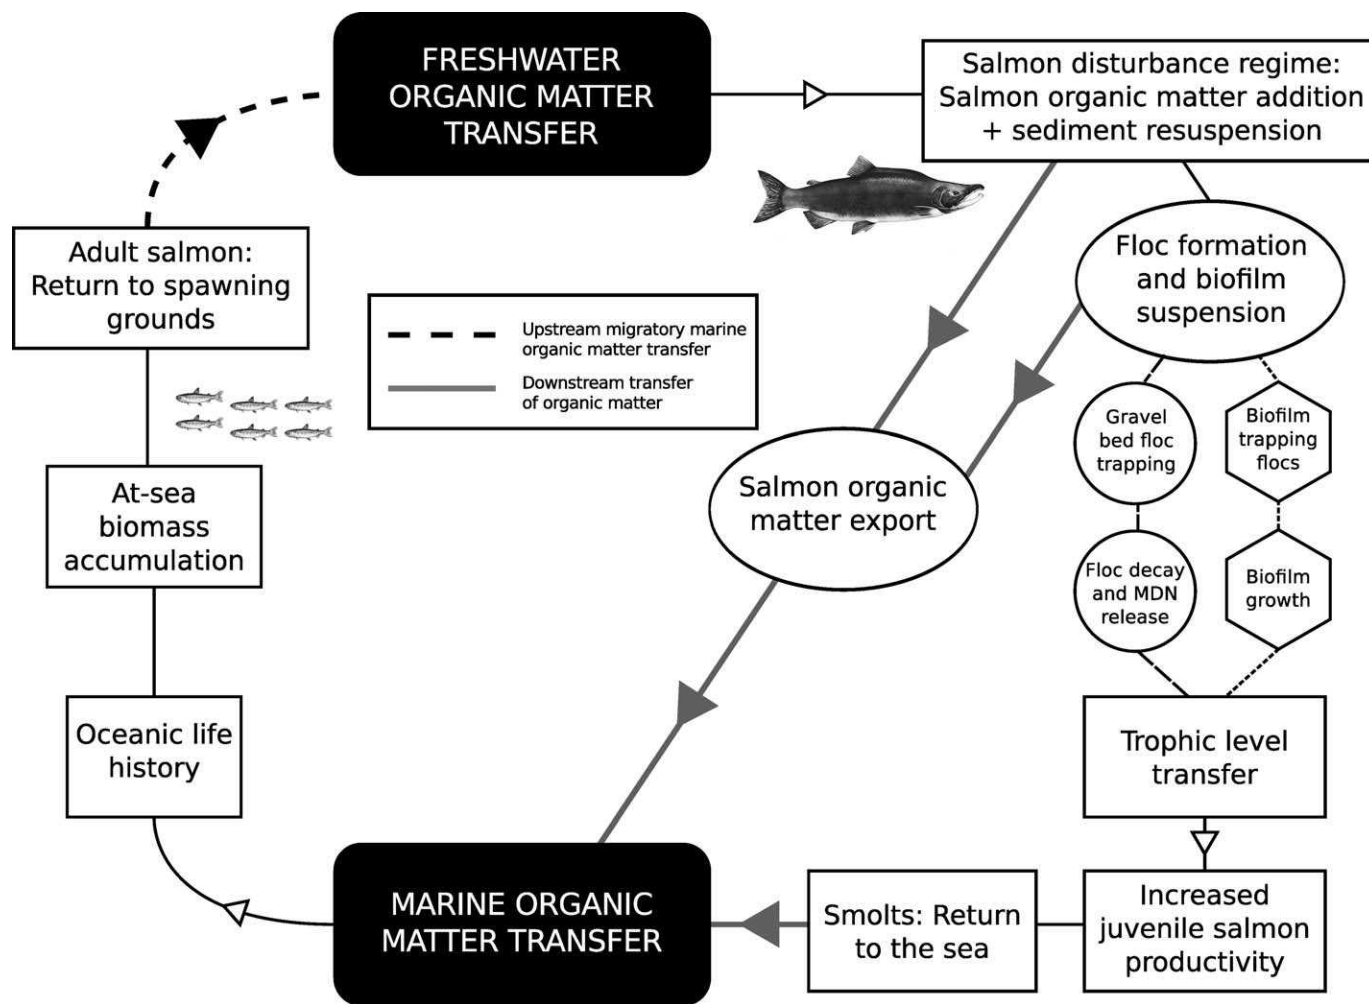 FRESHWATER
ORGANIC MATTER
TRANSFER
Salmon disturbance regime:
Salmon organic matter addition
+ sediment resuspension
Adult salmon:
Return to spawning
grounds
Floc formation
and biofilm
suspension
Upstream migratory marine
organic matter transfer
Downstream transfer
of organic matter
Gravel
bed floc
trapping
Biofilm
trapping
flocs
Salmon organic
matter export
At-sea
biomass
accumulation
Floc decay
and MDN
release
Biofilm
growth
Oceanic life
history
Trophic level
transfer
MARINE ORGANIC
MATTER TRANSFER
Smolts: Return
to the sea
Increased
juvenile salmon
productivity